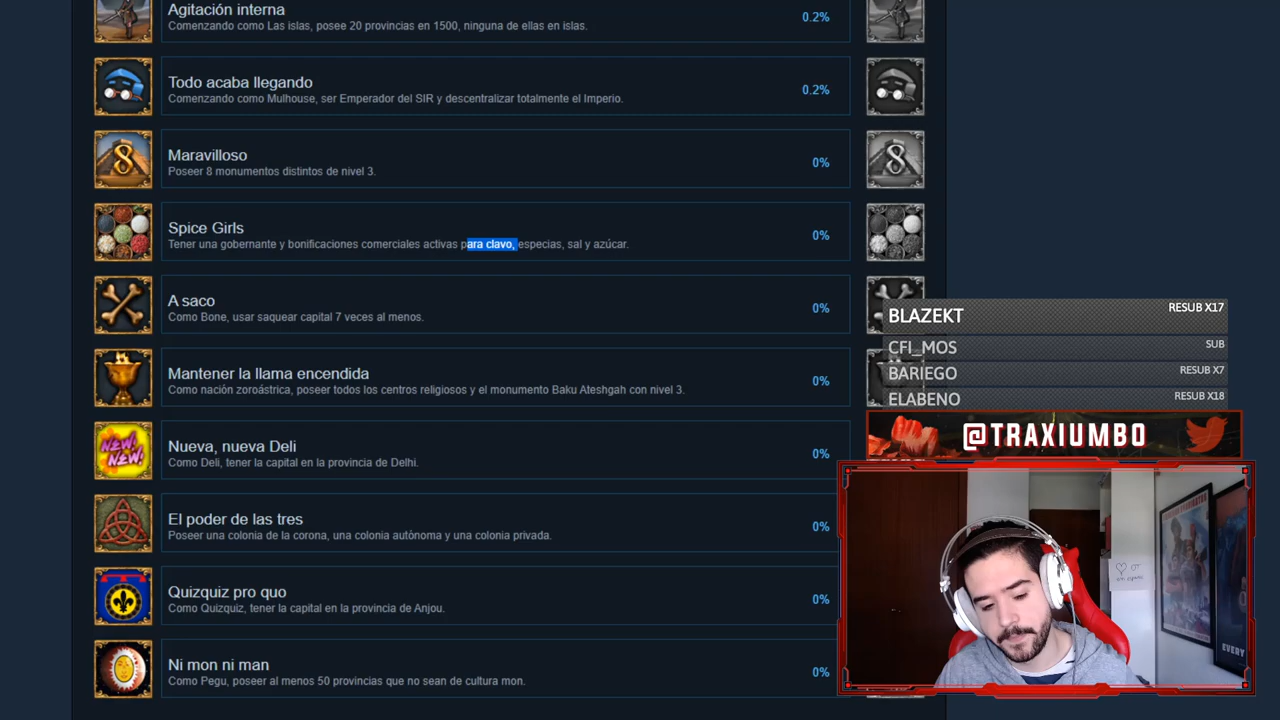 Agitación interna
Comenzando como Las islas, posee 20 provincias en 1500, ninguna de ellas en islas.
0.2%
Todo acaba llegando
Comenzando como Mulhouse, ser Emperador del SIR y descentralizar totalmente el Imperio.
0.2%
Maravilloso
Poseer 8 monumentos distintos de nivel 3.
0%
8
8
Spice Girls
Tener una gobernante y bonificaciones comerciales activas para clavo, especias, sal y azúcar.
0%
A saco
Como Bone, usar saquear capital 7 veces al menos.
0%
Mantener la llama encendida
Como nación zoroástrica, poseer todos los centros religiosos y el monumento Baku Ateshgah con nivel 3.
0%
NEW! NEW!
Nueva, nueva Deli
Como Deli, tener la capital en la provincia de Delhi.
0%
El poder de las tres
Poseer una colonia de la corona, una colonia autónoma y una colonia privada.
0%
Quizquiz pro quo
Como Quizquiz, tener la capital en la provincia de Anjou.
0%
Ni mon ni man
Como Pegu, poseer al menos 50 provincias que no sean de cultura mon.
0%
BLAZEKT RESUB X17
CFI_MOS SUB
BARIEGO RESUB X7
ELABENO RESUB X18
@TRAXIUMBO
EVERY